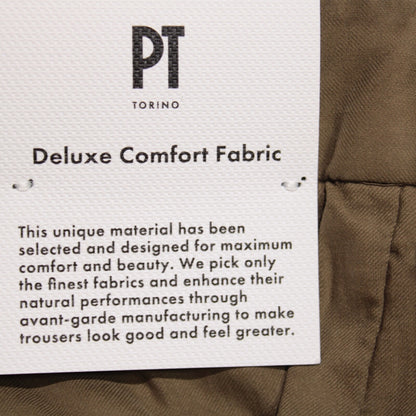 PT
TORINO
Deluxe Comfort Fabric
This unique material has been
selected and designed for maximum
comfort and beauty. We pick only
the finest fabrics and enhance their
natural performances through
avant-garde manufacturing to make
trousers look good and feel greater.